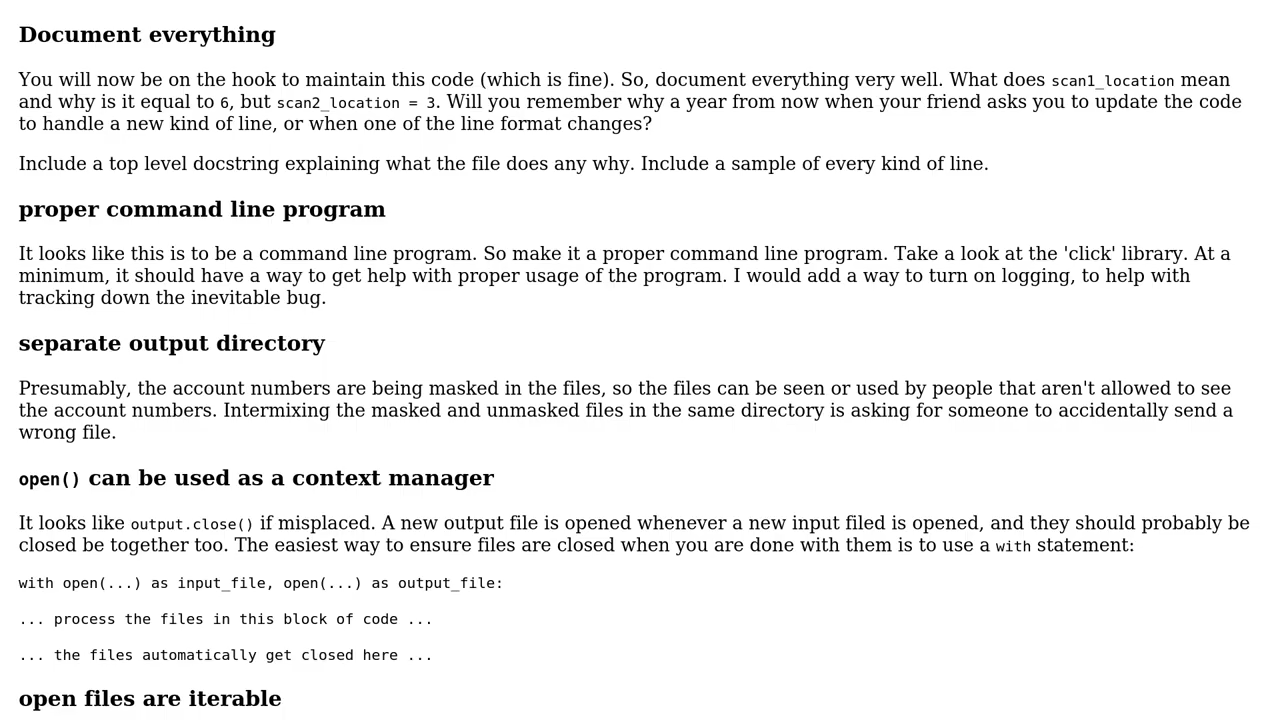 Document everything
You will now be on the hook to maintain this code (which is fine). So, document everything very well. What does scan1_location mean
and why is it equal to 6, but scan2_location = 3. Will you remember why a year from now when your friend asks you to update the code
to handle a new kind of line, or when one of the line format changes?
Include a top level docstring explaining what the file does any why. Include a sample of every kind of line.
proper command line program
It looks like this is to be a command line program. So make it a proper command line program. Take a look at the 'click' library. At a
minimum, it should have a way to get help with proper usage of the program. I would add a way to turn on logging, to help with
tracking down the inevitable bug.
separate output directory
Presumably, the account numbers are being masked in the files, so the files can be seen or used by people that aren't allowed to see
the account numbers. Intermixing the masked and unmasked files in the same directory is asking for someone to accidentally send a
wrong file.
open() can be used as a context manager
It looks like output.close() if misplaced. A new output file is opened whenever a new input filed is opened, and they should probably be
closed be together too. The easiest way to ensure files are closed when you are done with them is to use a with statement:
with open(...) as input_file, open(...) as output_file:
... process the files in this block of code ...
... the files automatically get closed here ...
open files are iterable